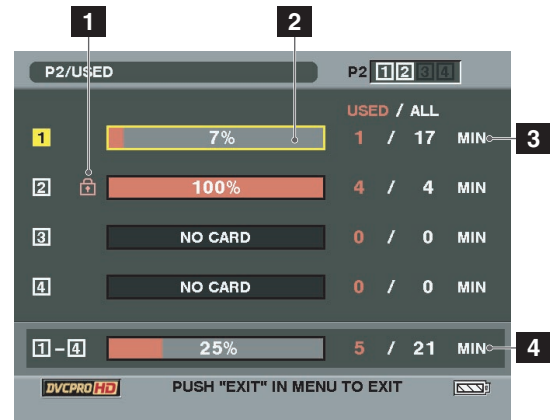 1 2
P2/USED P2 1 2 3 4
USED / ALL
1 7% 1 / 17 MIN 3
2 100% 4 / 4 MIN
3 NO CARD 0 / 0 MIN
4 NO CARD 0 / 0 MIN
1-4 25% 5 / 21 MIN 4
DVCPRO HD PUSH "EXIT" IN MENU TO EXIT